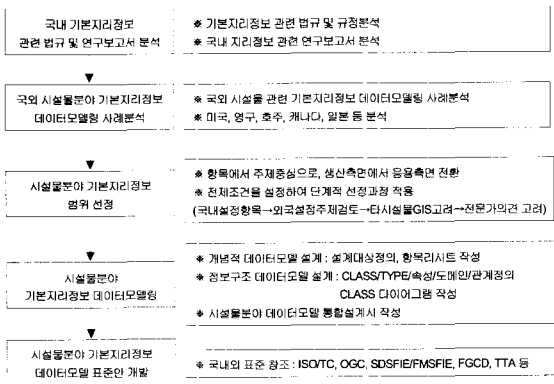 국내 기본지리정보
관련 법규 및 연구보고서 분석
※ 기본지리정보 관련 법규 및 규정분석
※ 국내 지리정보 관련 연구보고서 분석
국외 시설물분야 기본지리정보
데이터모델링 사례분석
※ 국외 시설물 관련 기본지리정보 데이터모델링 사례분석
※ 미국, 영구, 호주, 캐나다, 일본 등 분석
시설물분야 기본지리정보
범위 선정
※ 항목에서 주제중심으로, 생산측면에서 응용측면 전환
※ 전제조건을 설정하여 단계적 선정과정 적용
(국내설정항목→외국설정주제검토→타시설물GIS고려→전문가의견 고려)
시설물분야
기본지리정보 데이터모델링
※ 개념적 데이터모델 설계 : 설계대상정의, 항목리스트 작성
※ 정보구조 데이터모델 설계 : CLASS/TYPE/속성/도메인/관계정의
CLASS 다이어그램 작성
※ 시설물분야 데이터모델 통합설계서 작성
시설물분야 기본지리정보
데이터모델 표준안 개발
※ 국내외 표준 참조 : ISO/TC, OGC, SDSFIE/FMSFIE, FGCD, TTA 등